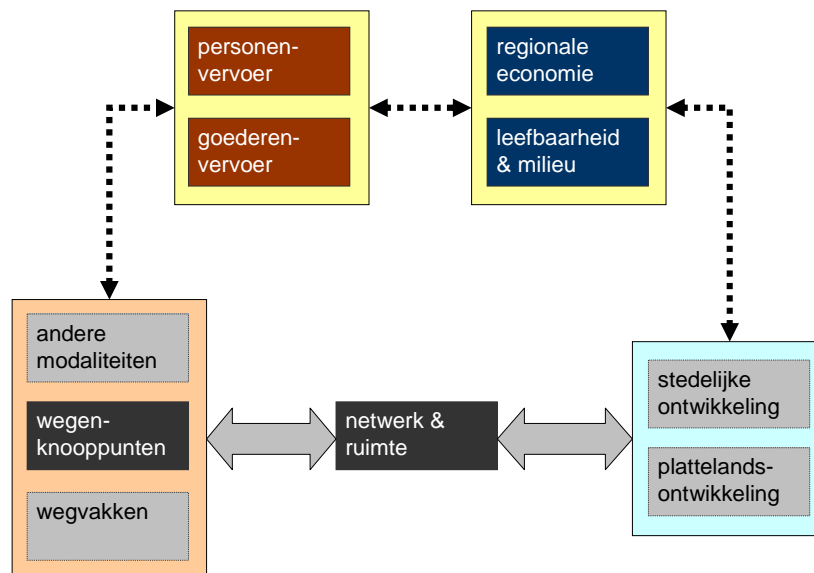 personen-
vervoer
goederen-
vervoer
regionale
economie
leefbaarheid
& milieu
andere
modaliteiten
wegen-
knooppunten
wegvakken
netwerk &
ruimte
stedelijke
ontwikkeling
plattelands-
ontwikkeling